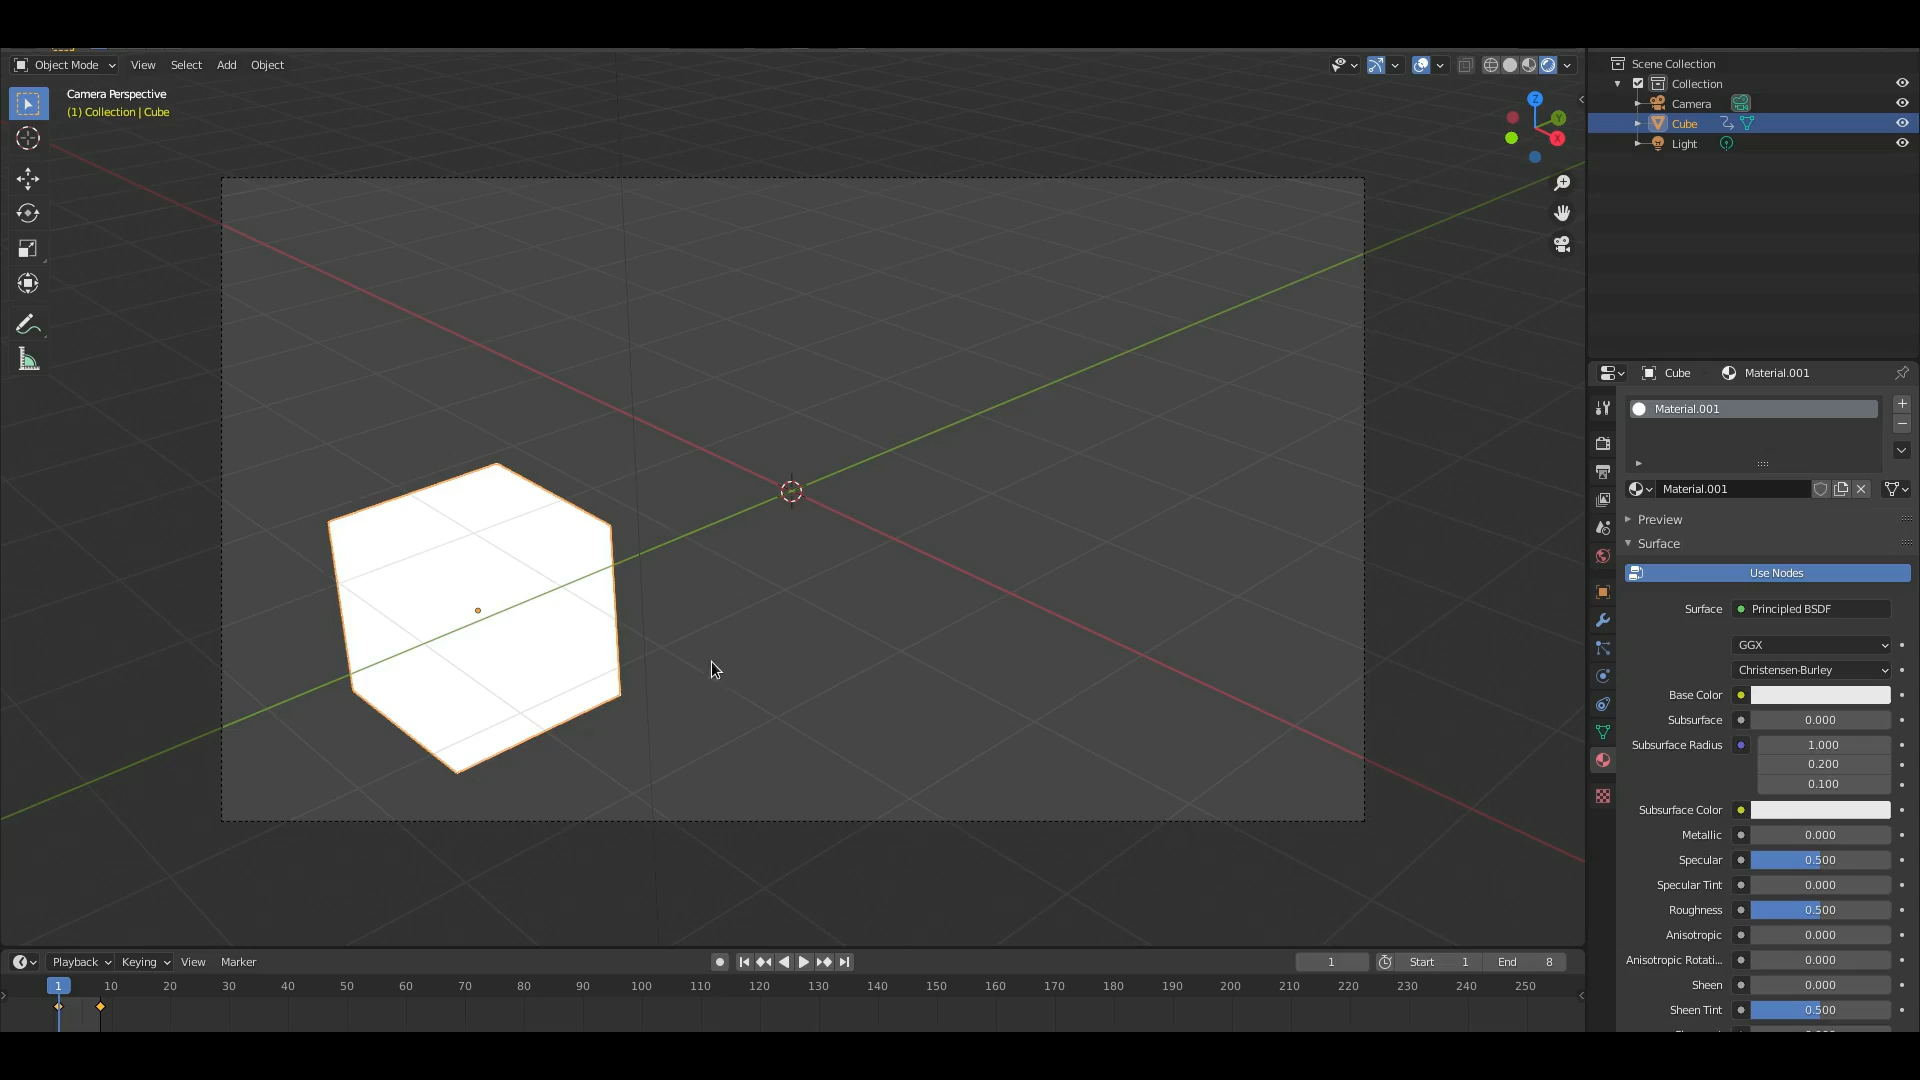 Object Mode View Select Add Object
Camera Perspective
(1) Collection | Cube
Z
Y
X
Scene Collection
Collection
Camera
Cube
Light
Cube Material.001
Material.001
Material.001
Preview
Surface
Use Nodes
Surface Principled BSDF
GGX
Christensen-Burley
Base Color
Subsurface 0.000
Subsurface Radius 1.000
0.200
0.100
Subsurface Color
Metallic 0.000
Specular 0.500
Specular Tint 0.000
Roughness 0.500
Anisotropic 0.000
Anisotropic Rotati... 0.000
Sheen 0.000
Sheen Tint 0.500
Playback Keying View Marker 1 Start 1 End 8
1 10 20 30 40 50 60 70 80 90 100 110 120 130 140 150 160 170 180 190 200 210 220 230 240 250